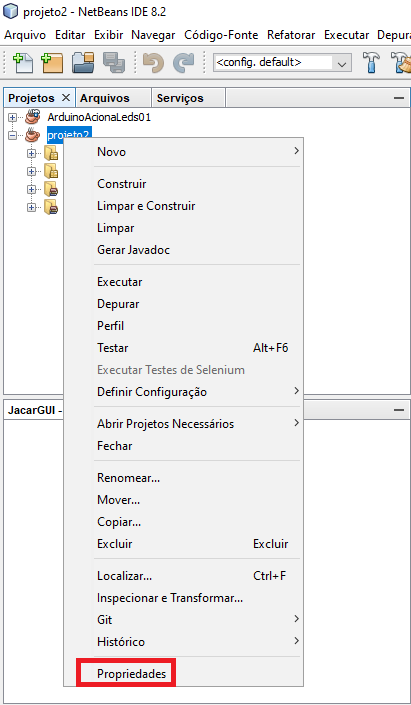 projeto2 - NetBeans IDE 8.2
Arquivo Editar Exibir Navegar Código-Fonte Refatorar Executar Depura
<config. default>
Projetos Arquivos Serviços
ArduinoAcionaLeds01
projeto2
Novo
Construir
Limpar e Construir
Limpar
Gerar Javadoc
Executar
Depurar
Perfil
Testar Alt+F6
Executar Testes de Selenium
Definir Configuração
Abrir Projetos Necessários
Fechar
JacarGUI -
Renomear...
Mover...
Copiar...
Excluir Excluir
Localizar... Ctrl+F
Inspecionar e Transformar...
Git
Histórico
Propriedades